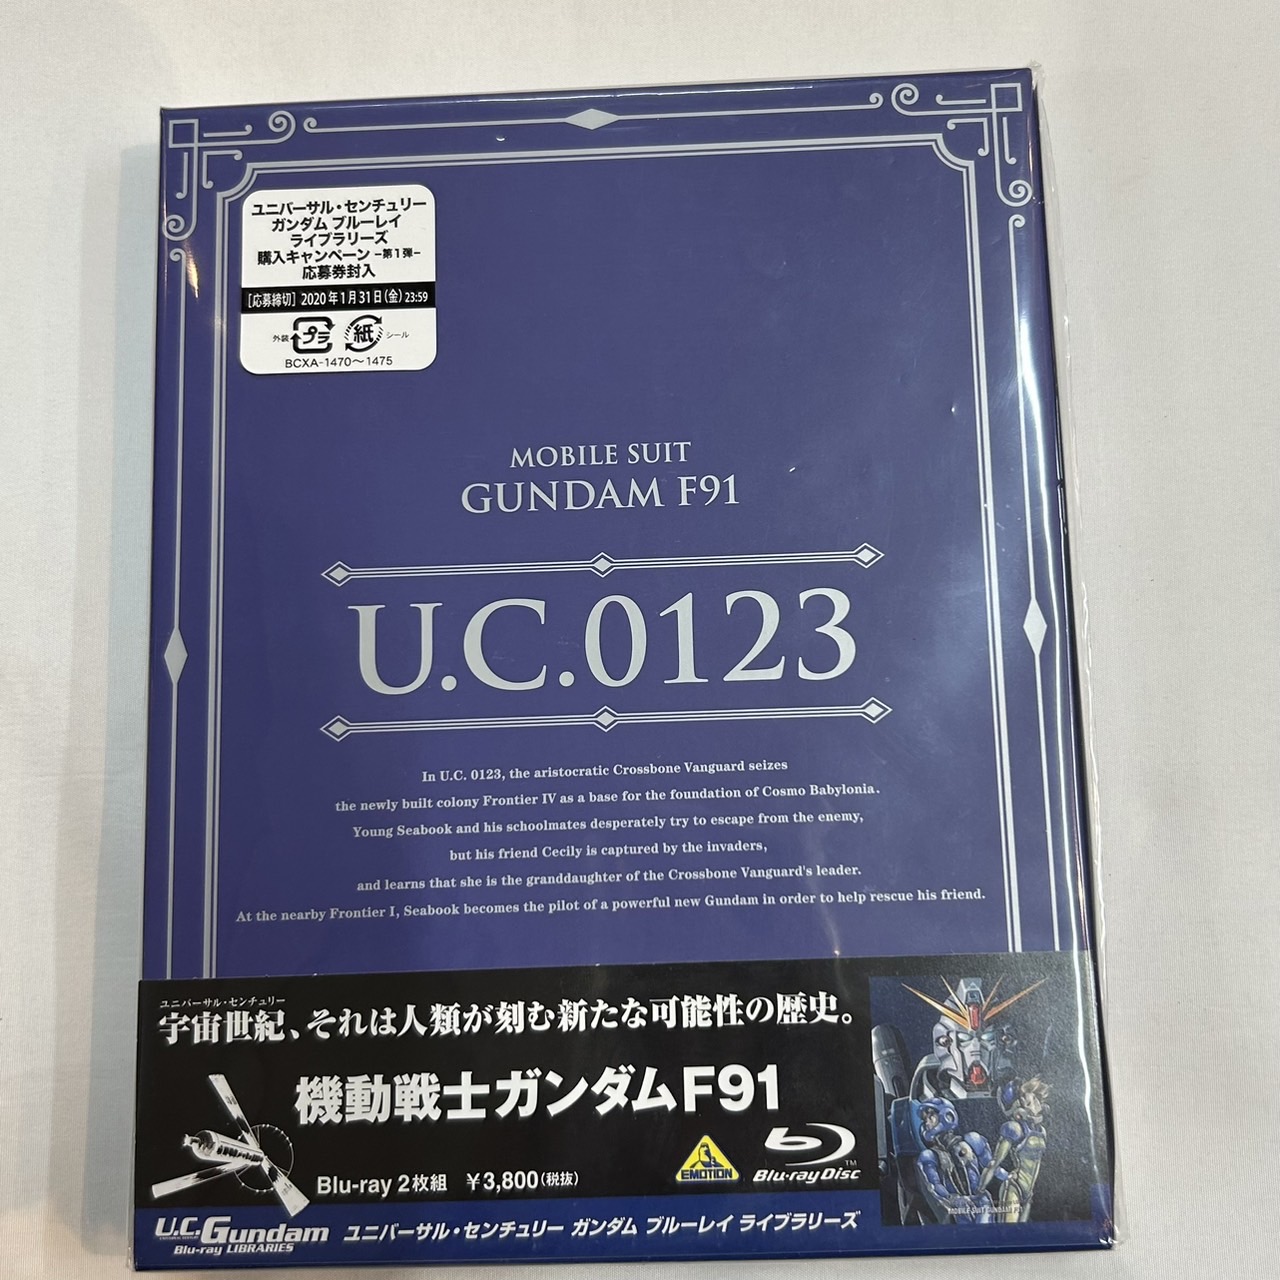 ユニバーサル・センチュリー
ガンダム ブルーレイ
ライブラリーズ
購入キャンペーン -第1弾-
応募券封入
[応募締切] 2020年1月31日(金) 23:59
外装 プラ 紙 シール
BCXA-1470〜1475
MOBILE SUIT
GUNDAM F91
U.C.0123
In U.C. 0123, the aristocratic Crossbone Vanguard seizes
the newly built colony Frontier IV as a base for the foundation of Cosmo Babylonia.
Young Seabook and his schoolmates desperately try to escape from the enemy,
but his friend Cecily is captured by the invaders,
and learns that she is the granddaughter of the Crossbone Vanguard's leader.
At the nearby Frontier I, Seabook becomes the pilot of a powerful new Gundam in order to help rescue his friend.
ユニバーサル・センチュリー
宇宙世紀、それは人類が刻む新たな可能性の歴史。
機動戦士ガンダムF91
Blu-ray 2枚組 ¥3,800(税抜)
EMOTION
Blu-ray Disc TM
MOBILE SUIT GUNDAM F91
U.C.Gundam
Blu-ray LIBRARIES
ユニバーサル・センチュリー ガンダム ブルーレイ ライブラリーズ